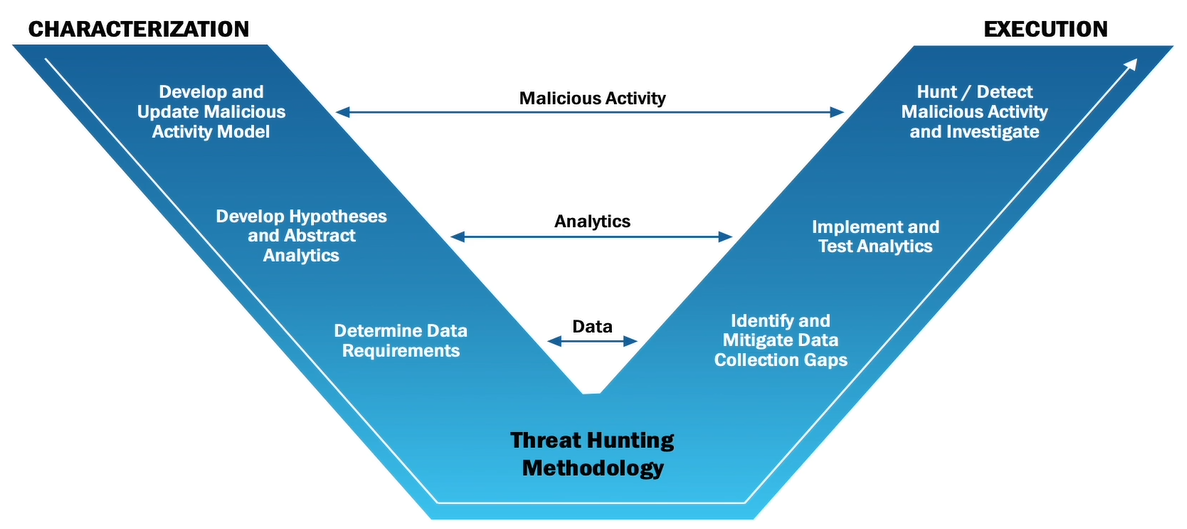 CHARACTERIZATION
EXECUTION
Develop and
Update Malicious
Activity Model
Malicious Activity
Hunt / Detect
Malicious Activity
and Investigate
Develop Hypotheses
and Abstract
Analytics
Analytics
Implement and
Test Analytics
Determine Data
Requirements
Data
Identify and
Mitigate Data
Collection Gaps
Threat Hunting
Methodology